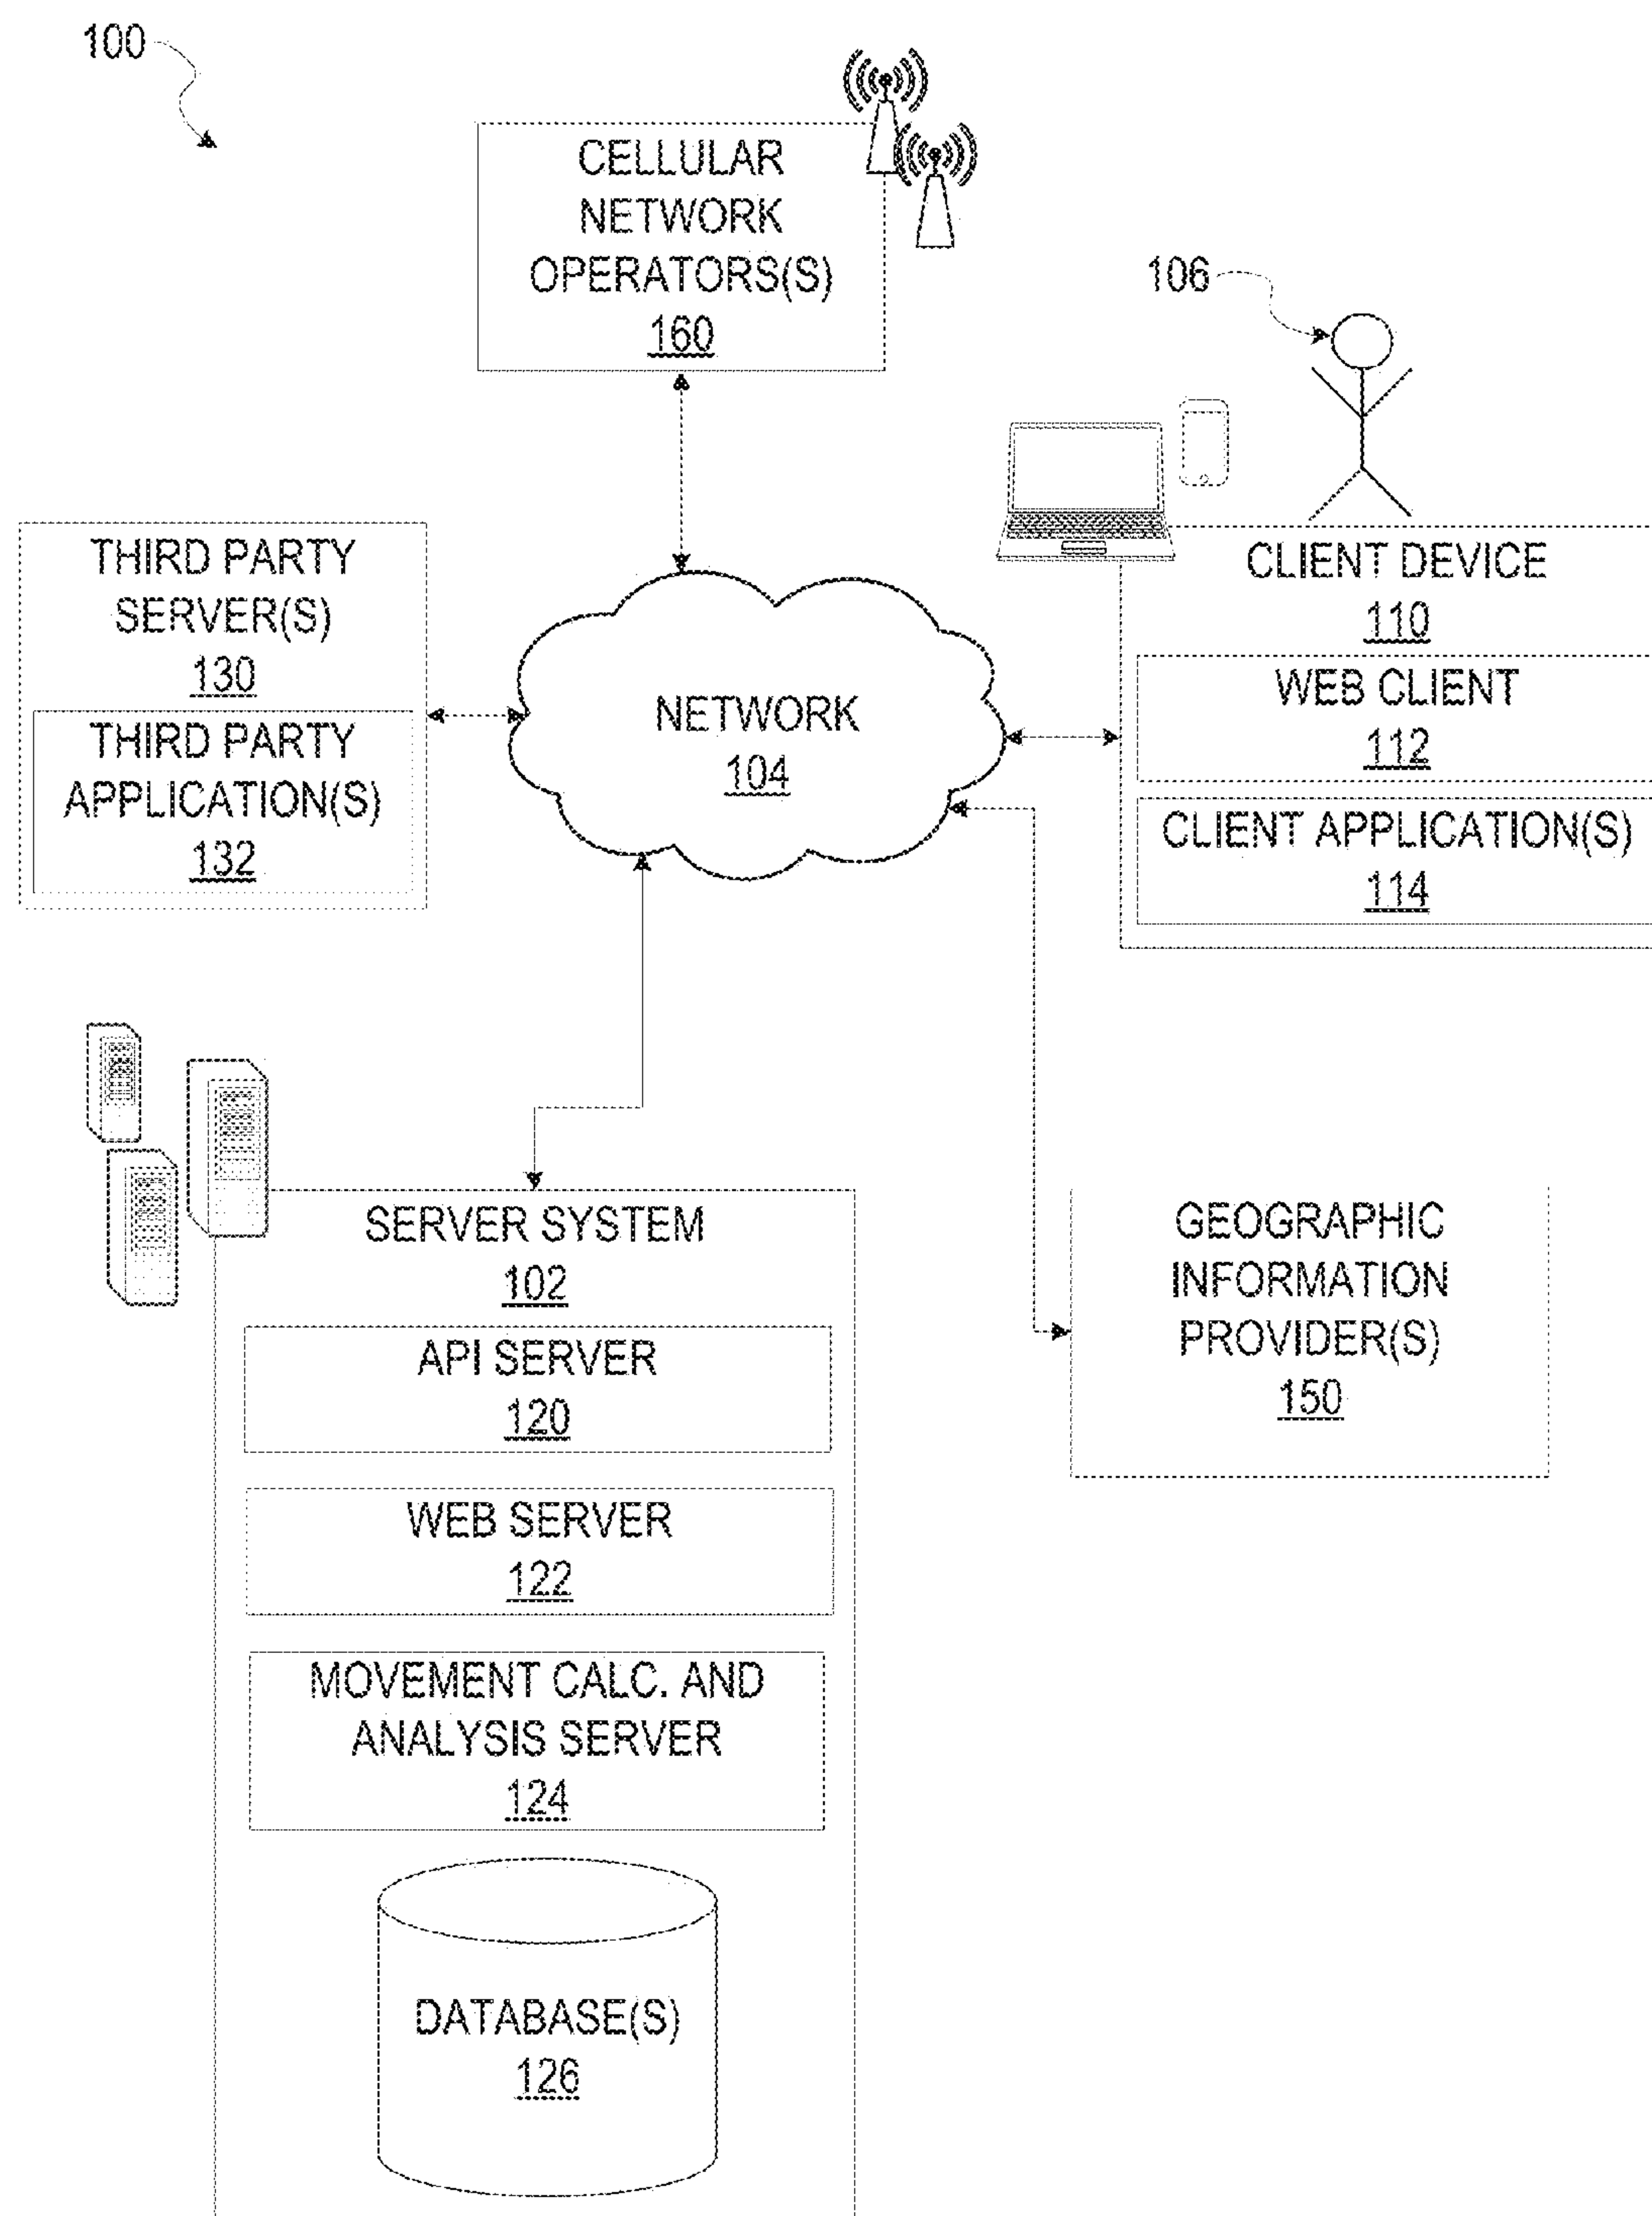 100
CELLULAR
NETWORK
OPERATORS(S)
160
106
THIRD PARTY
SERVER(S)
130
THIRD PARTY
APPLICATION(S)
132
NETWORK
104
CLIENT DEVICE
110
WEB CLIENT
112
CLIENT APPLICATION(S)
114
SERVER SYSTEM
102
API SERVER
120
WEB SERVER
122
MOVEMENT CALC. AND
ANALYSIS SERVER
124
DATABASE(S)
126
GEOGRAPHIC
INFORMATION
PROVIDER(S)
150